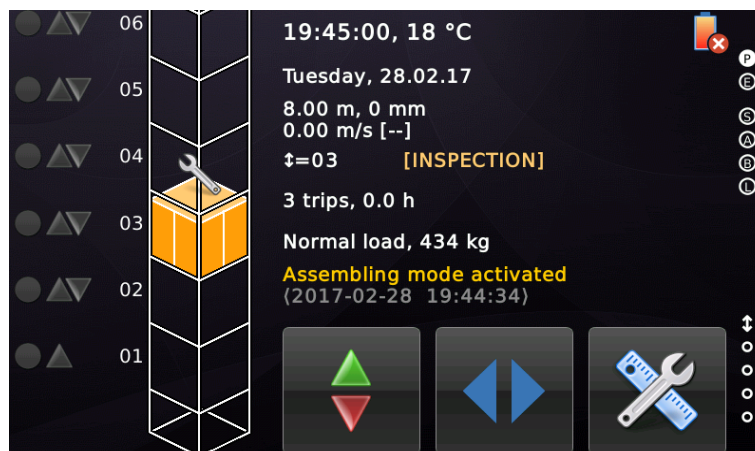 06
05
04
03
02
01
19:45:00, 18 °C
Tuesday, 28.02.17
8.00 m, 0 mm
0.00 m/s [--]
↕=03 [INSPECTION]
3 trips, 0.0 h
Normal load, 434 kg
Assembling mode activated
(2017-02-28 19:44:34)
P
E
S
A
B
L